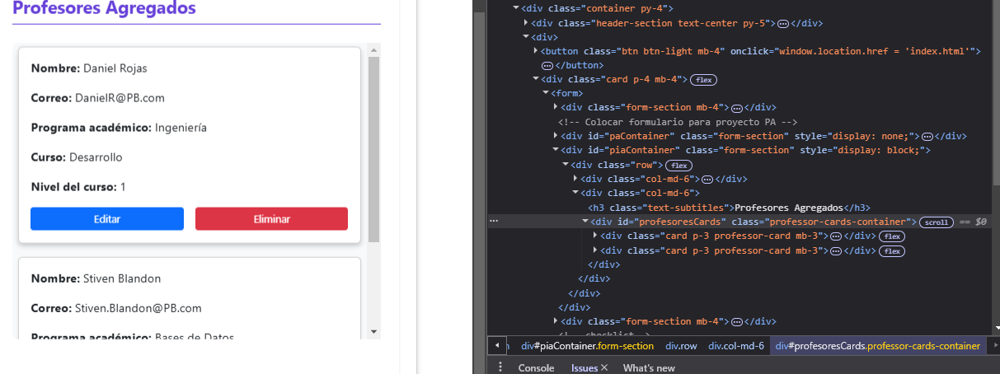 Profesores Agregados
Nombre: Daniel Rojas
Correo: DanielR@PB.com
Programa académico: Ingeniería
Curso: Desarrollo
Nivel del curso: 1
Editar
Eliminar
Nombre: Stiven Blandon
Correo: Stiven.Blandon@PB.com
Programa académico: Bases de Datos
<div class="container py-4">
<div class="header-section text-center py-5">…</div>
<div>
<button class="btn btn-light mb-4" onclick="window.location.href = 'index.html'">
…</button>
<div class="card p-4 mb-4"> flex
<form>
<div class="form-section mb-4">…</div>
<!-- Colocar formulario para proyecto PA -->
<div id="paContainer" class="form-section" style="display: none;">…</div>
<div id="piaContainer" class="form-section" style="display: block;">
<div class="row"> flex
<div class="col-md-6">…</div>
<div class="col-md-6">
<h3 class="text-subtitles">Profesores Agregados</h3>
… <div id="profesoresCards" class="professor-cards-container"> scroll == $0
<div class="card p-3 professor-card mb-3">…</div> flex
<div class="card p-3 professor-card mb-3">…</div> flex
</div>
</div>
</div>
</div>
<div class="form-section mb-4">…</div>
<!-- checklist -->
div#piaContainer.form-section div.row div.col-md-6 div#profesoresCards.professor-cards-container
Console Issues × What's new